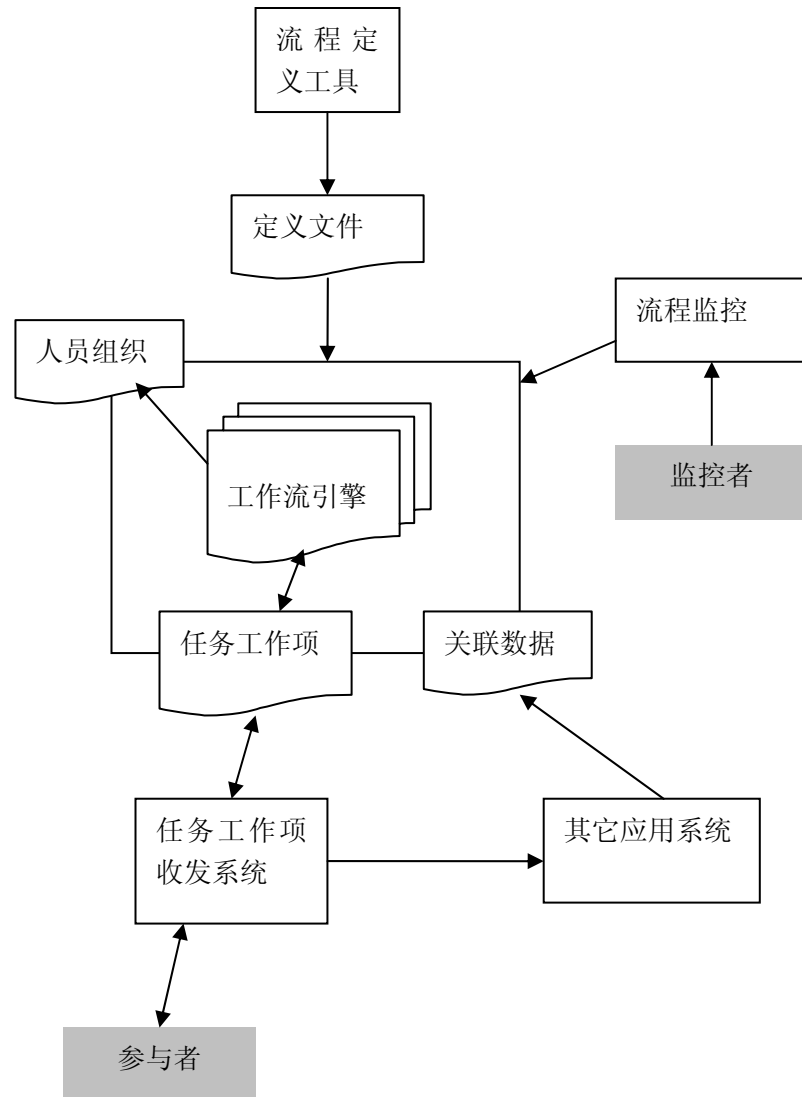 流程定
义工具
定义文件
流程监控
人员组织
监控者
工作流引擎
任务工作项
关联数据
任务工作项
收发系统
其它应用系统
参与者